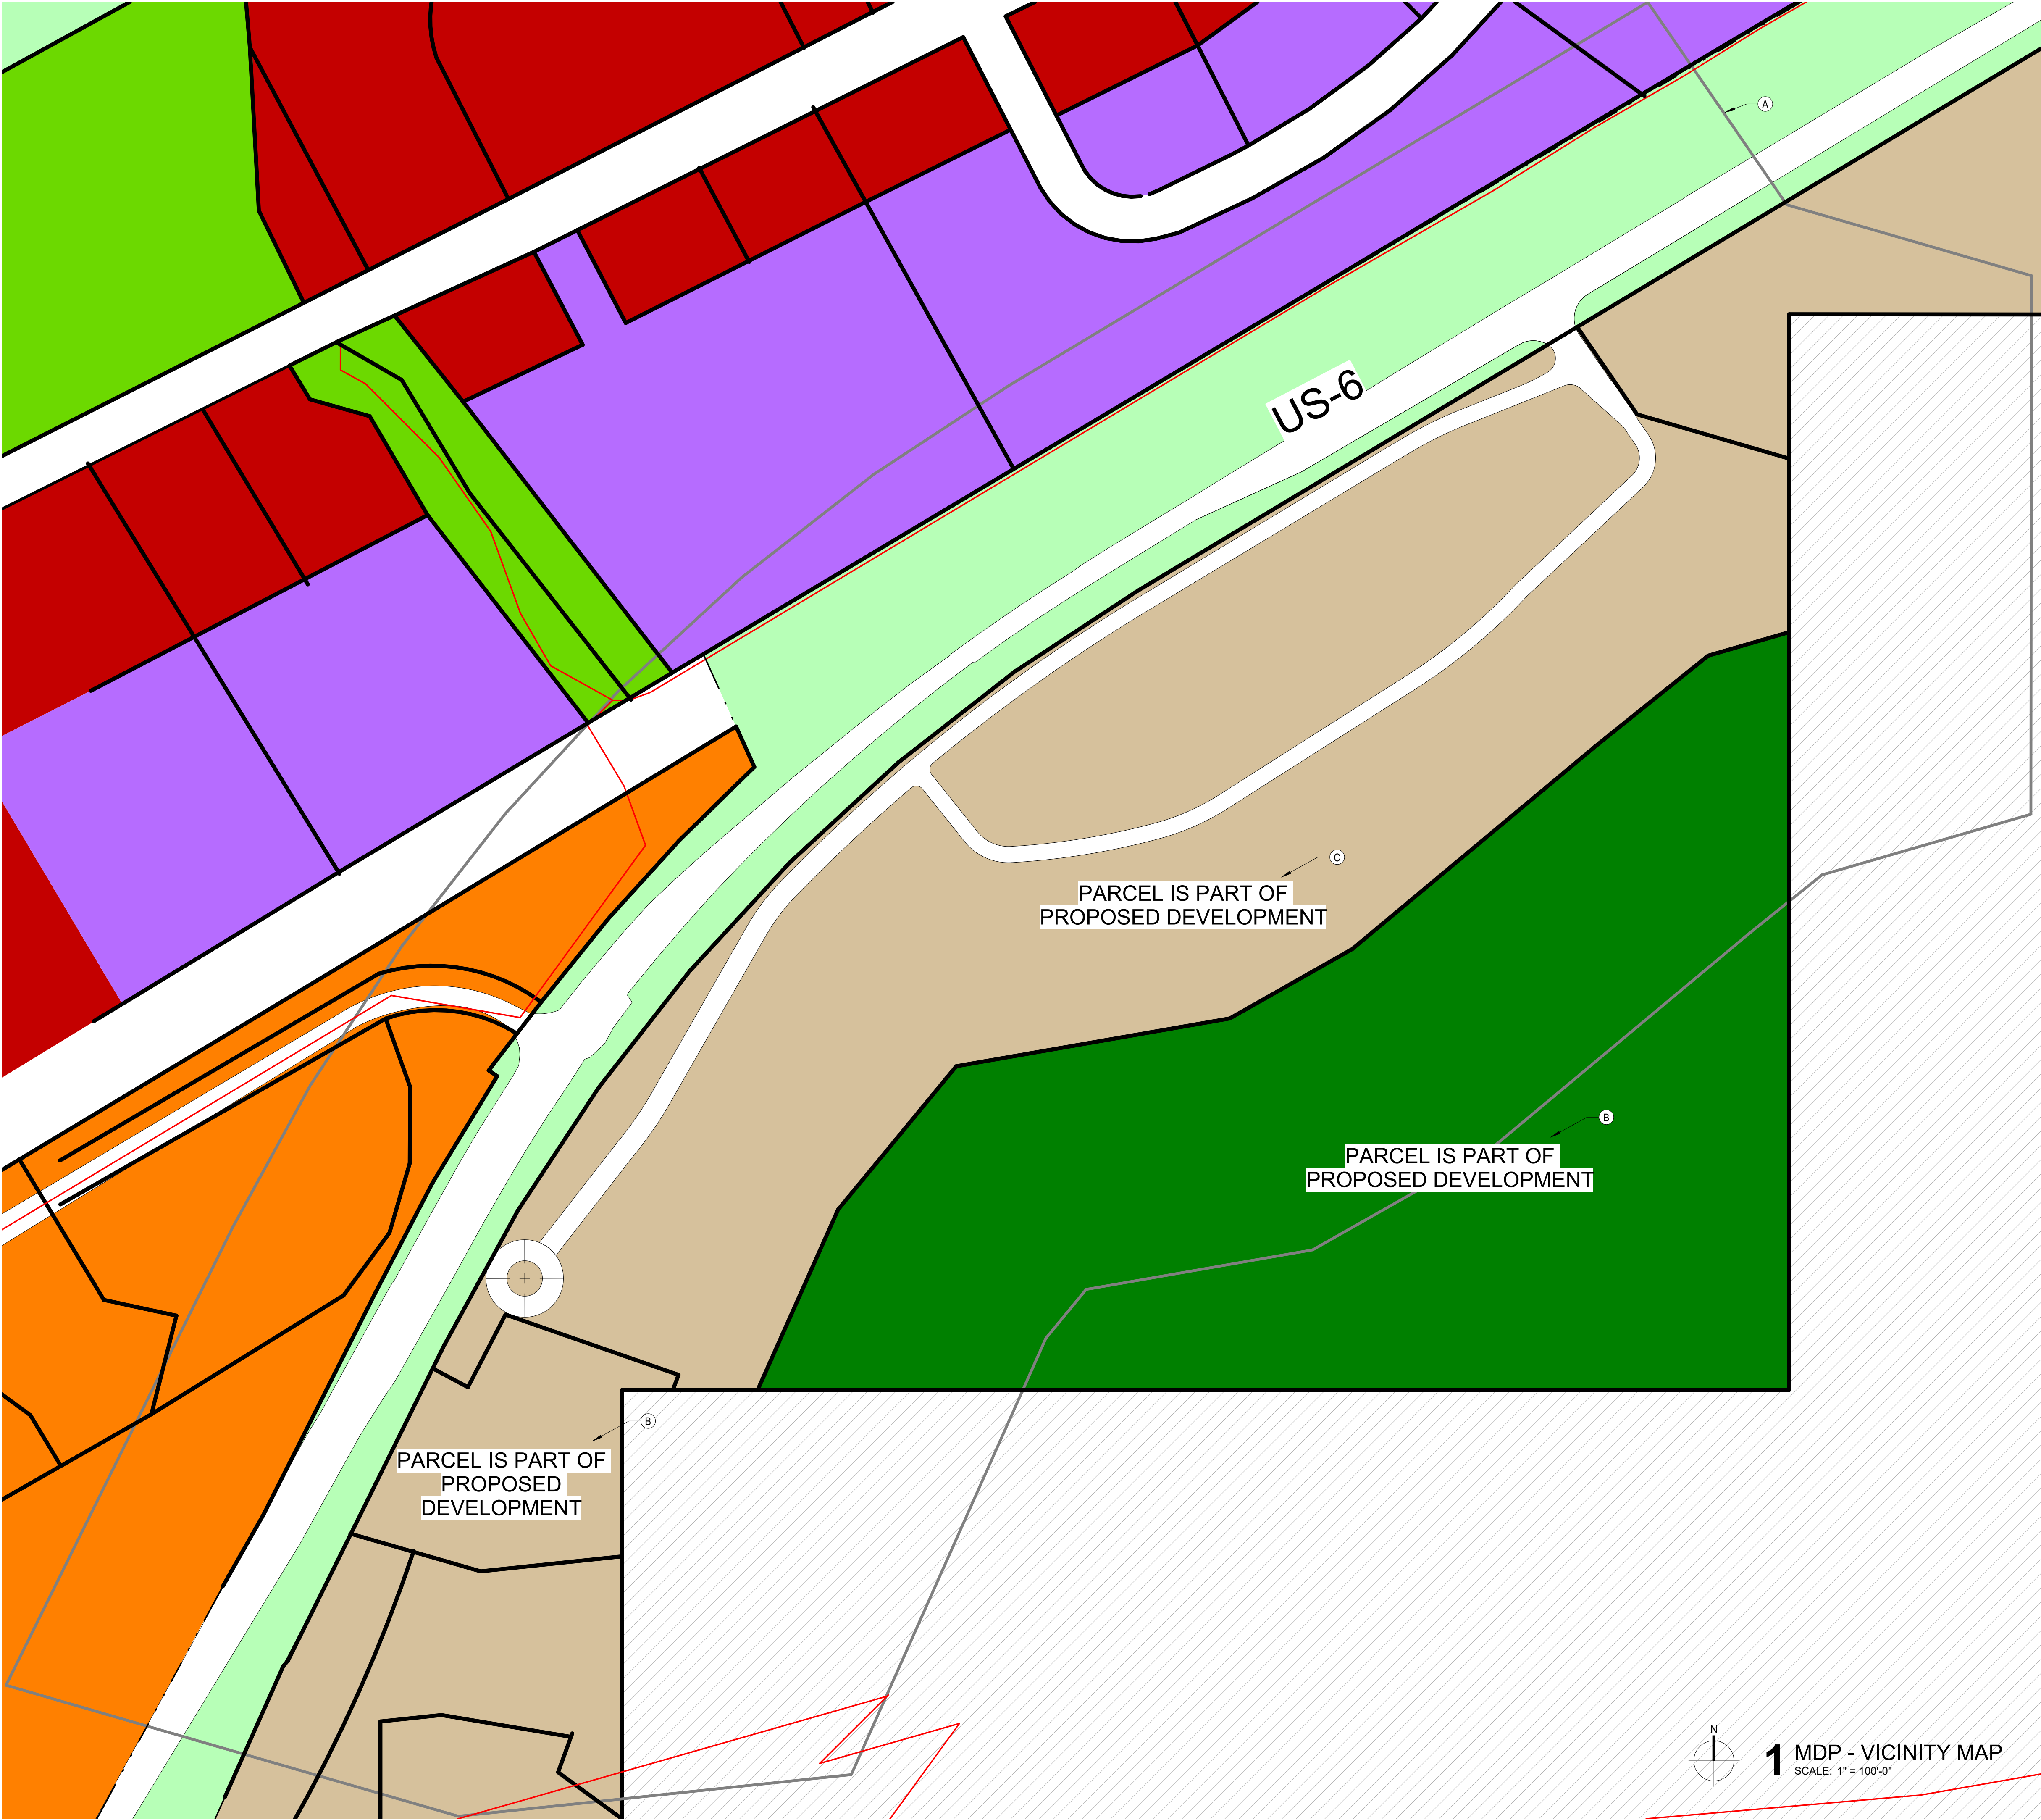 A
US-6
C
PARCEL IS PART OF
PROPOSED DEVELOPMENT
B
PARCEL IS PART OF
PROPOSED DEVELOPMENT
B
PARCEL IS PART OF
PROPOSED
DEVELOPMENT
N
1 MDP - VICINITY MAP
SCALE: 1" = 100'-0"